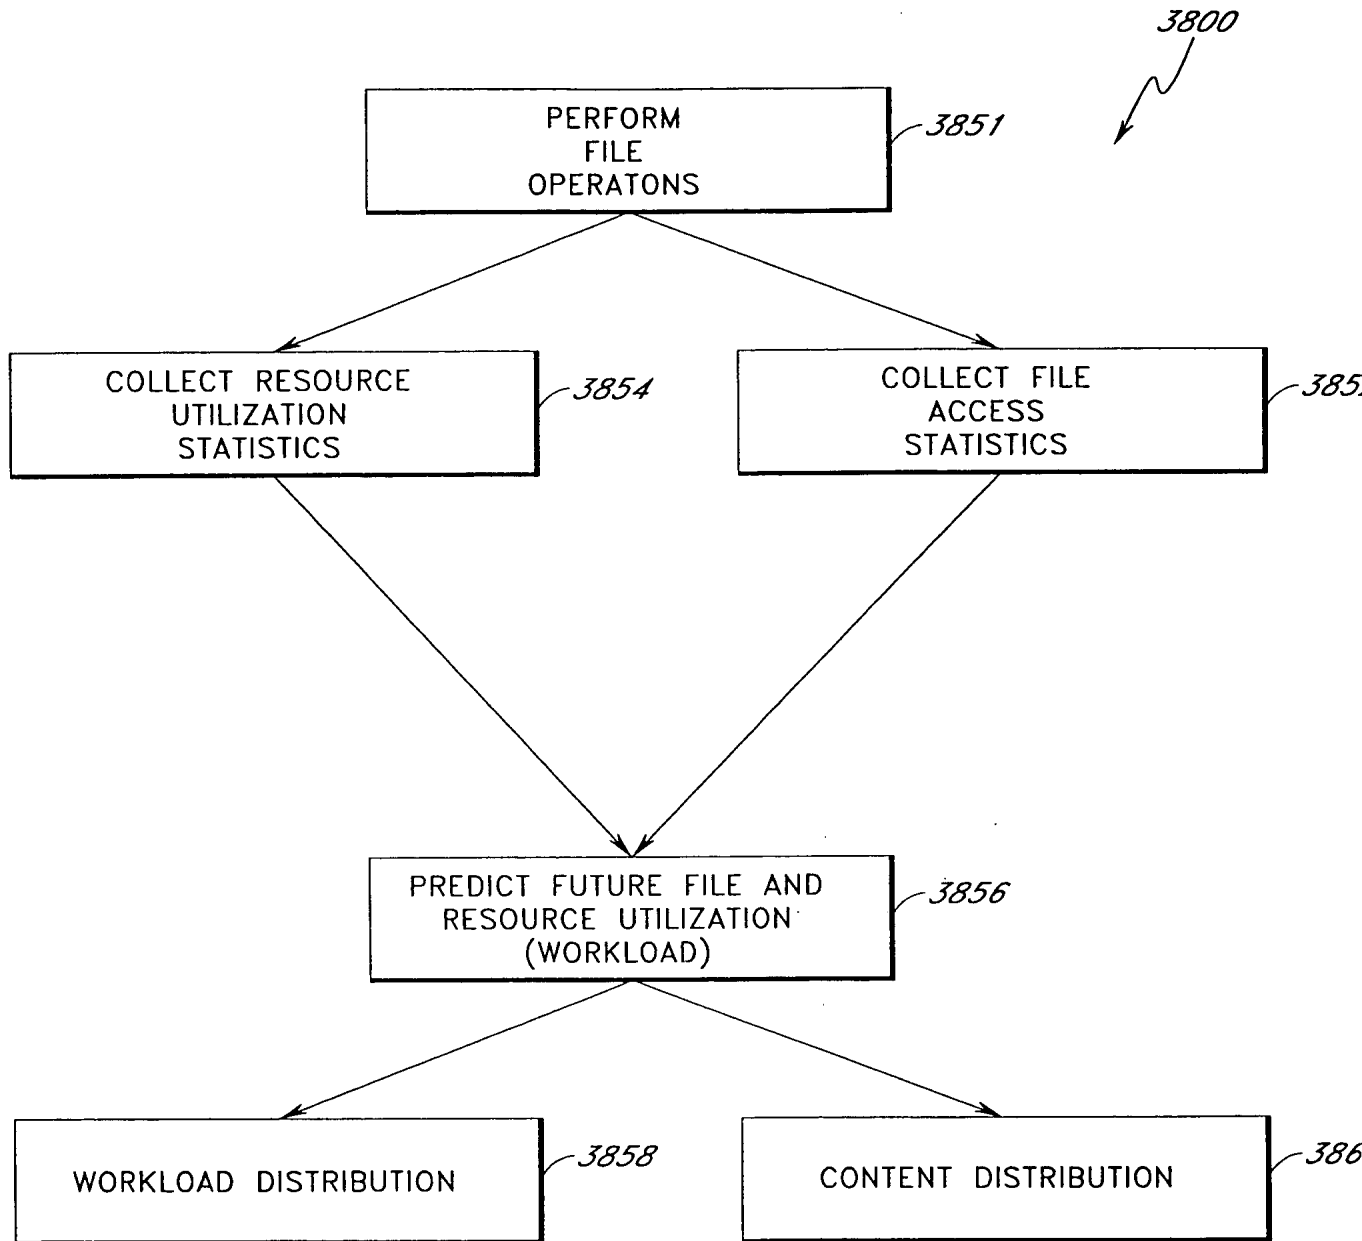 3800
PERFORM
FILE
OPERATONS
3851
COLLECT RESOURCE
UTILIZATION
STATISTICS
3854
COLLECT FILE
ACCESS
STATISTICS
PREDICT FUTURE FILE AND
RESOURCE UTILIZATION
(WORKLOAD)
3856
WORKLOAD DISTRIBUTION
3858
CONTENT DISTRIBUTION